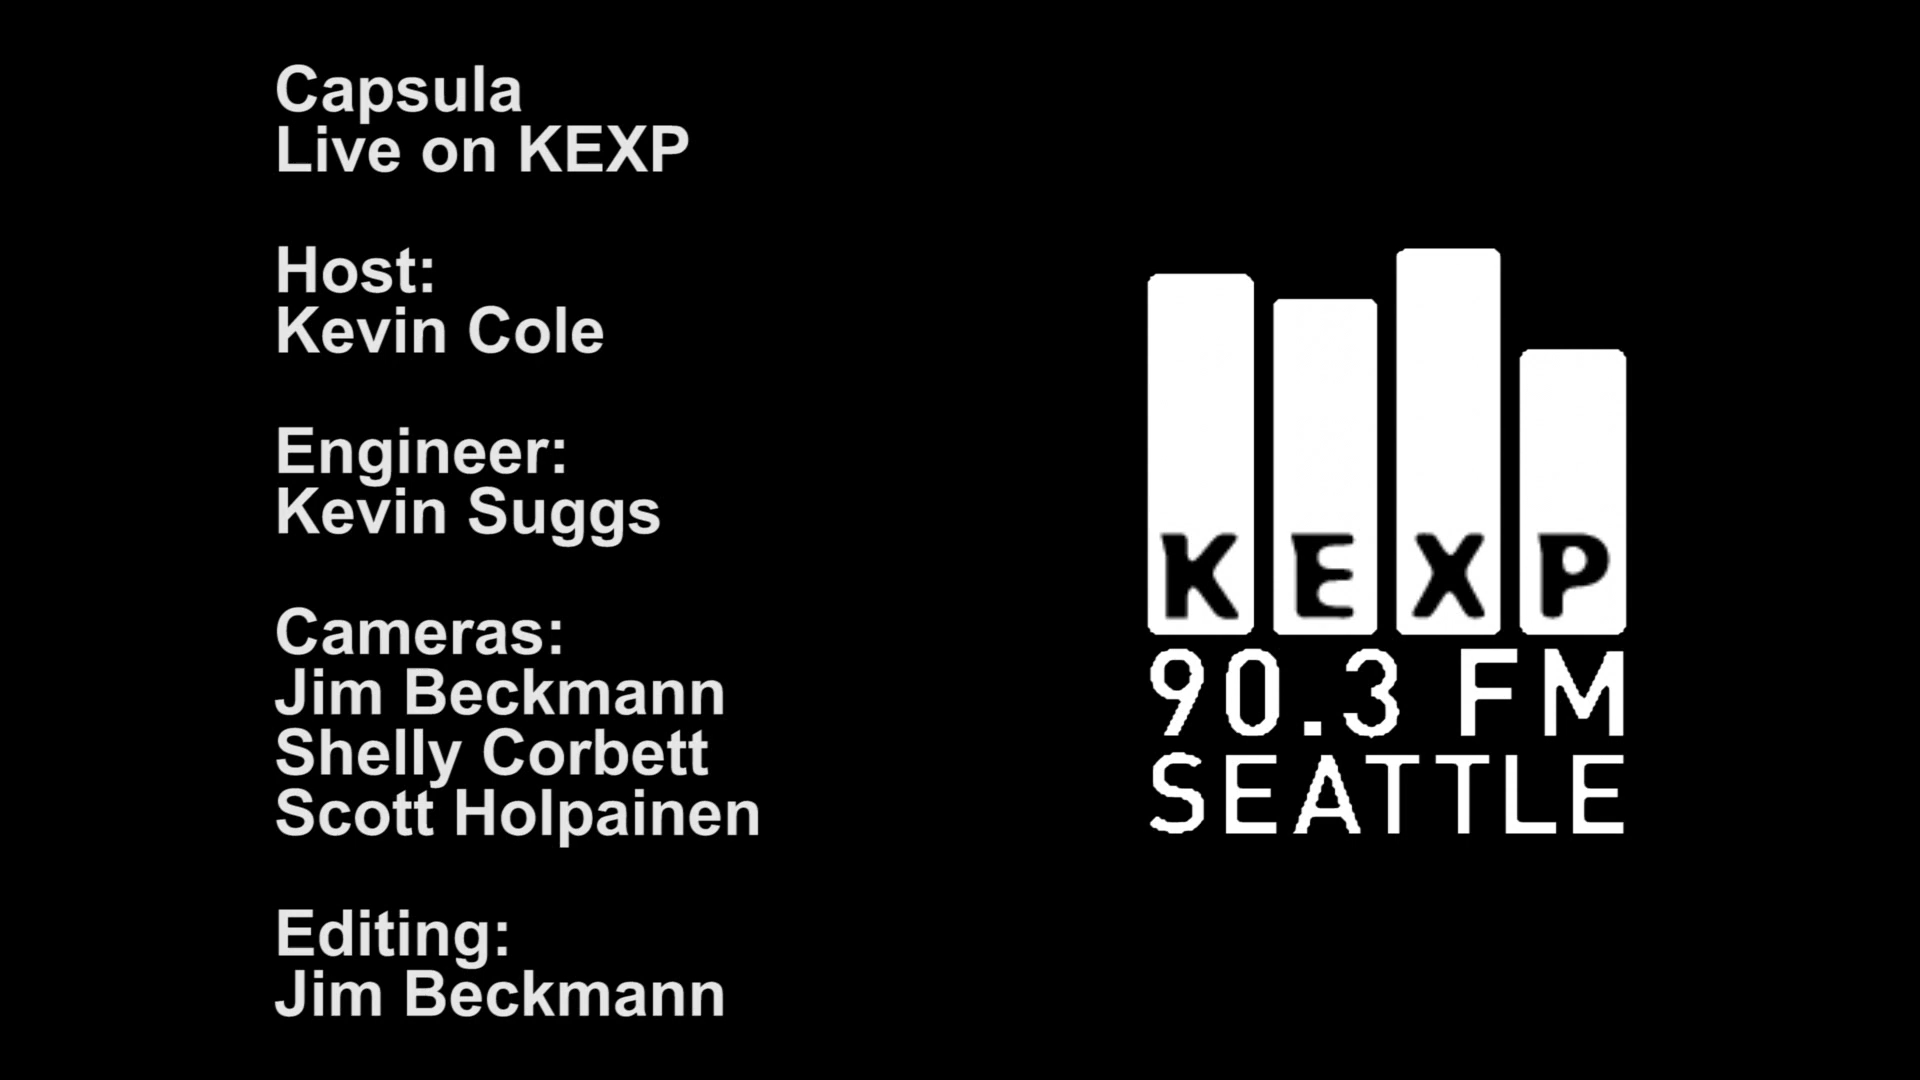 Capsula
Live on KEXP
Host:
Kevin Cole
Engineer:
Kevin Suggs
Cameras:
Jim Beckmann
Shelly Corbett
Scott Holpainen
Editing:
Jim Beckmann
KEXP
90.3 FM
SEATTLE